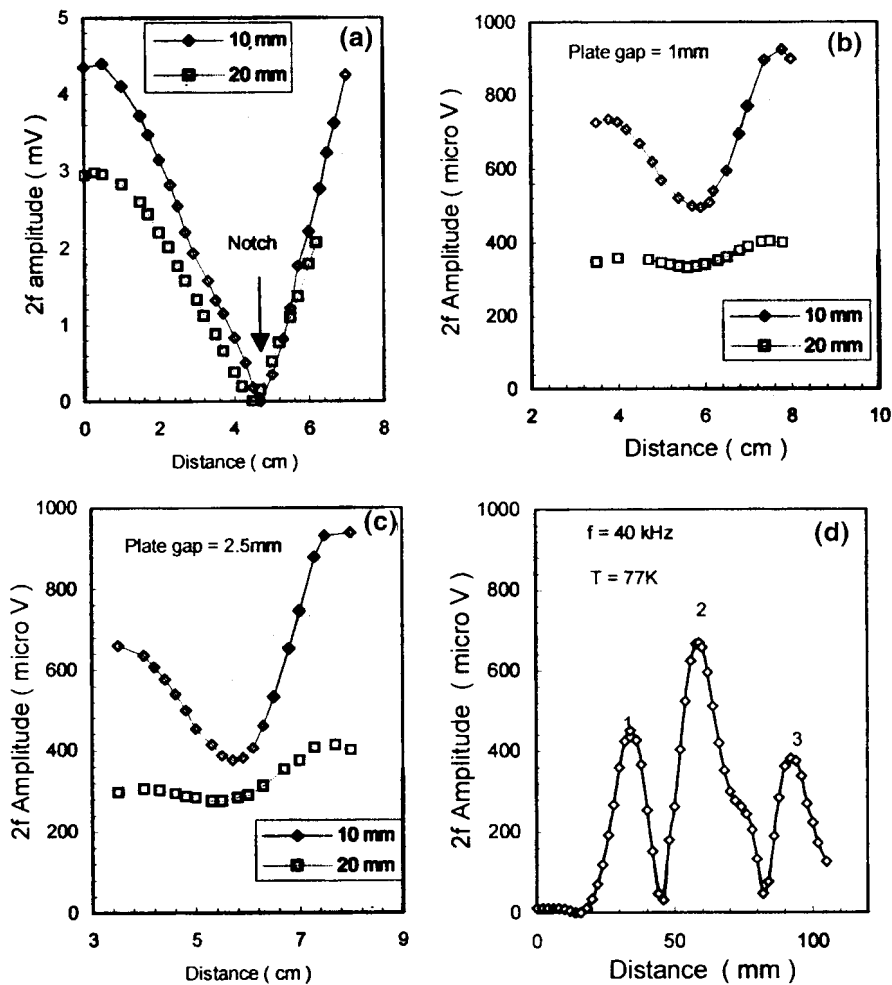 (a)
10 mm
20 mm
Notch
5
4
3
2
1
0
0 2 4 6 8
2f amplitude ( mV )
Distance ( cm )
(b)
Plate gap = 1mm
10 mm
20 mm
1000
800
600
400
200
0
2 4 6 8 10
2f Amplitude ( micro V )
Distance ( cm )
(c)
Plate gap = 2.5mm
10 mm
20 mm
1000
800
600
400
200
0
3 5 7 9
2f Amplitude ( micro V )
Distance ( cm )
(d)
f = 40 kHz
T = 77K
1
2
3
1000
800
600
400
200
0
0 50 100
2f Amplitude ( micro V )
Distance ( mm )